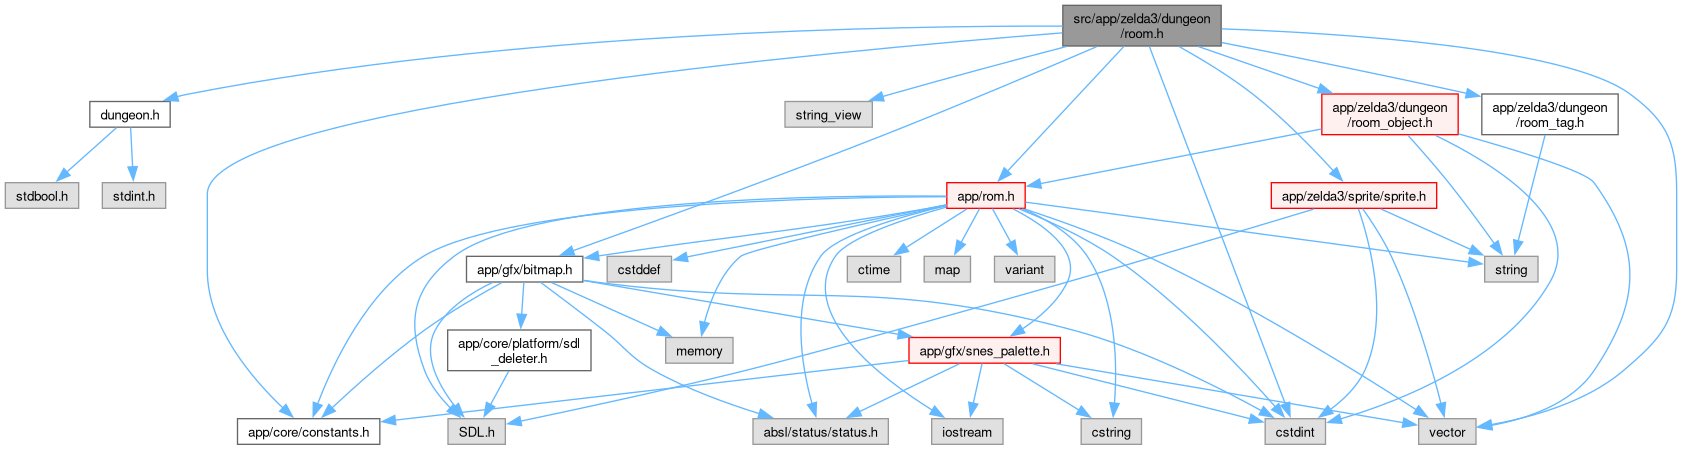 src/app/zelda3/dungeon
/room.h
dungeon.h
string_view
app/zelda3/dungeon
/room_object.h
app/zelda3/dungeon
/room_tag.h
stdbool.h
stdint.h
app/rom.h
app/zelda3/sprite/sprite.h
app/gfx/bitmap.h
cstddef
ctime
map
variant
string
app/core/platform/sdl
_deleter.h
memory
app/gfx/snes_palette.h
app/core/constants.h
SDL.h
absl/status/status.h
iostream
cstring
cstdint
vector